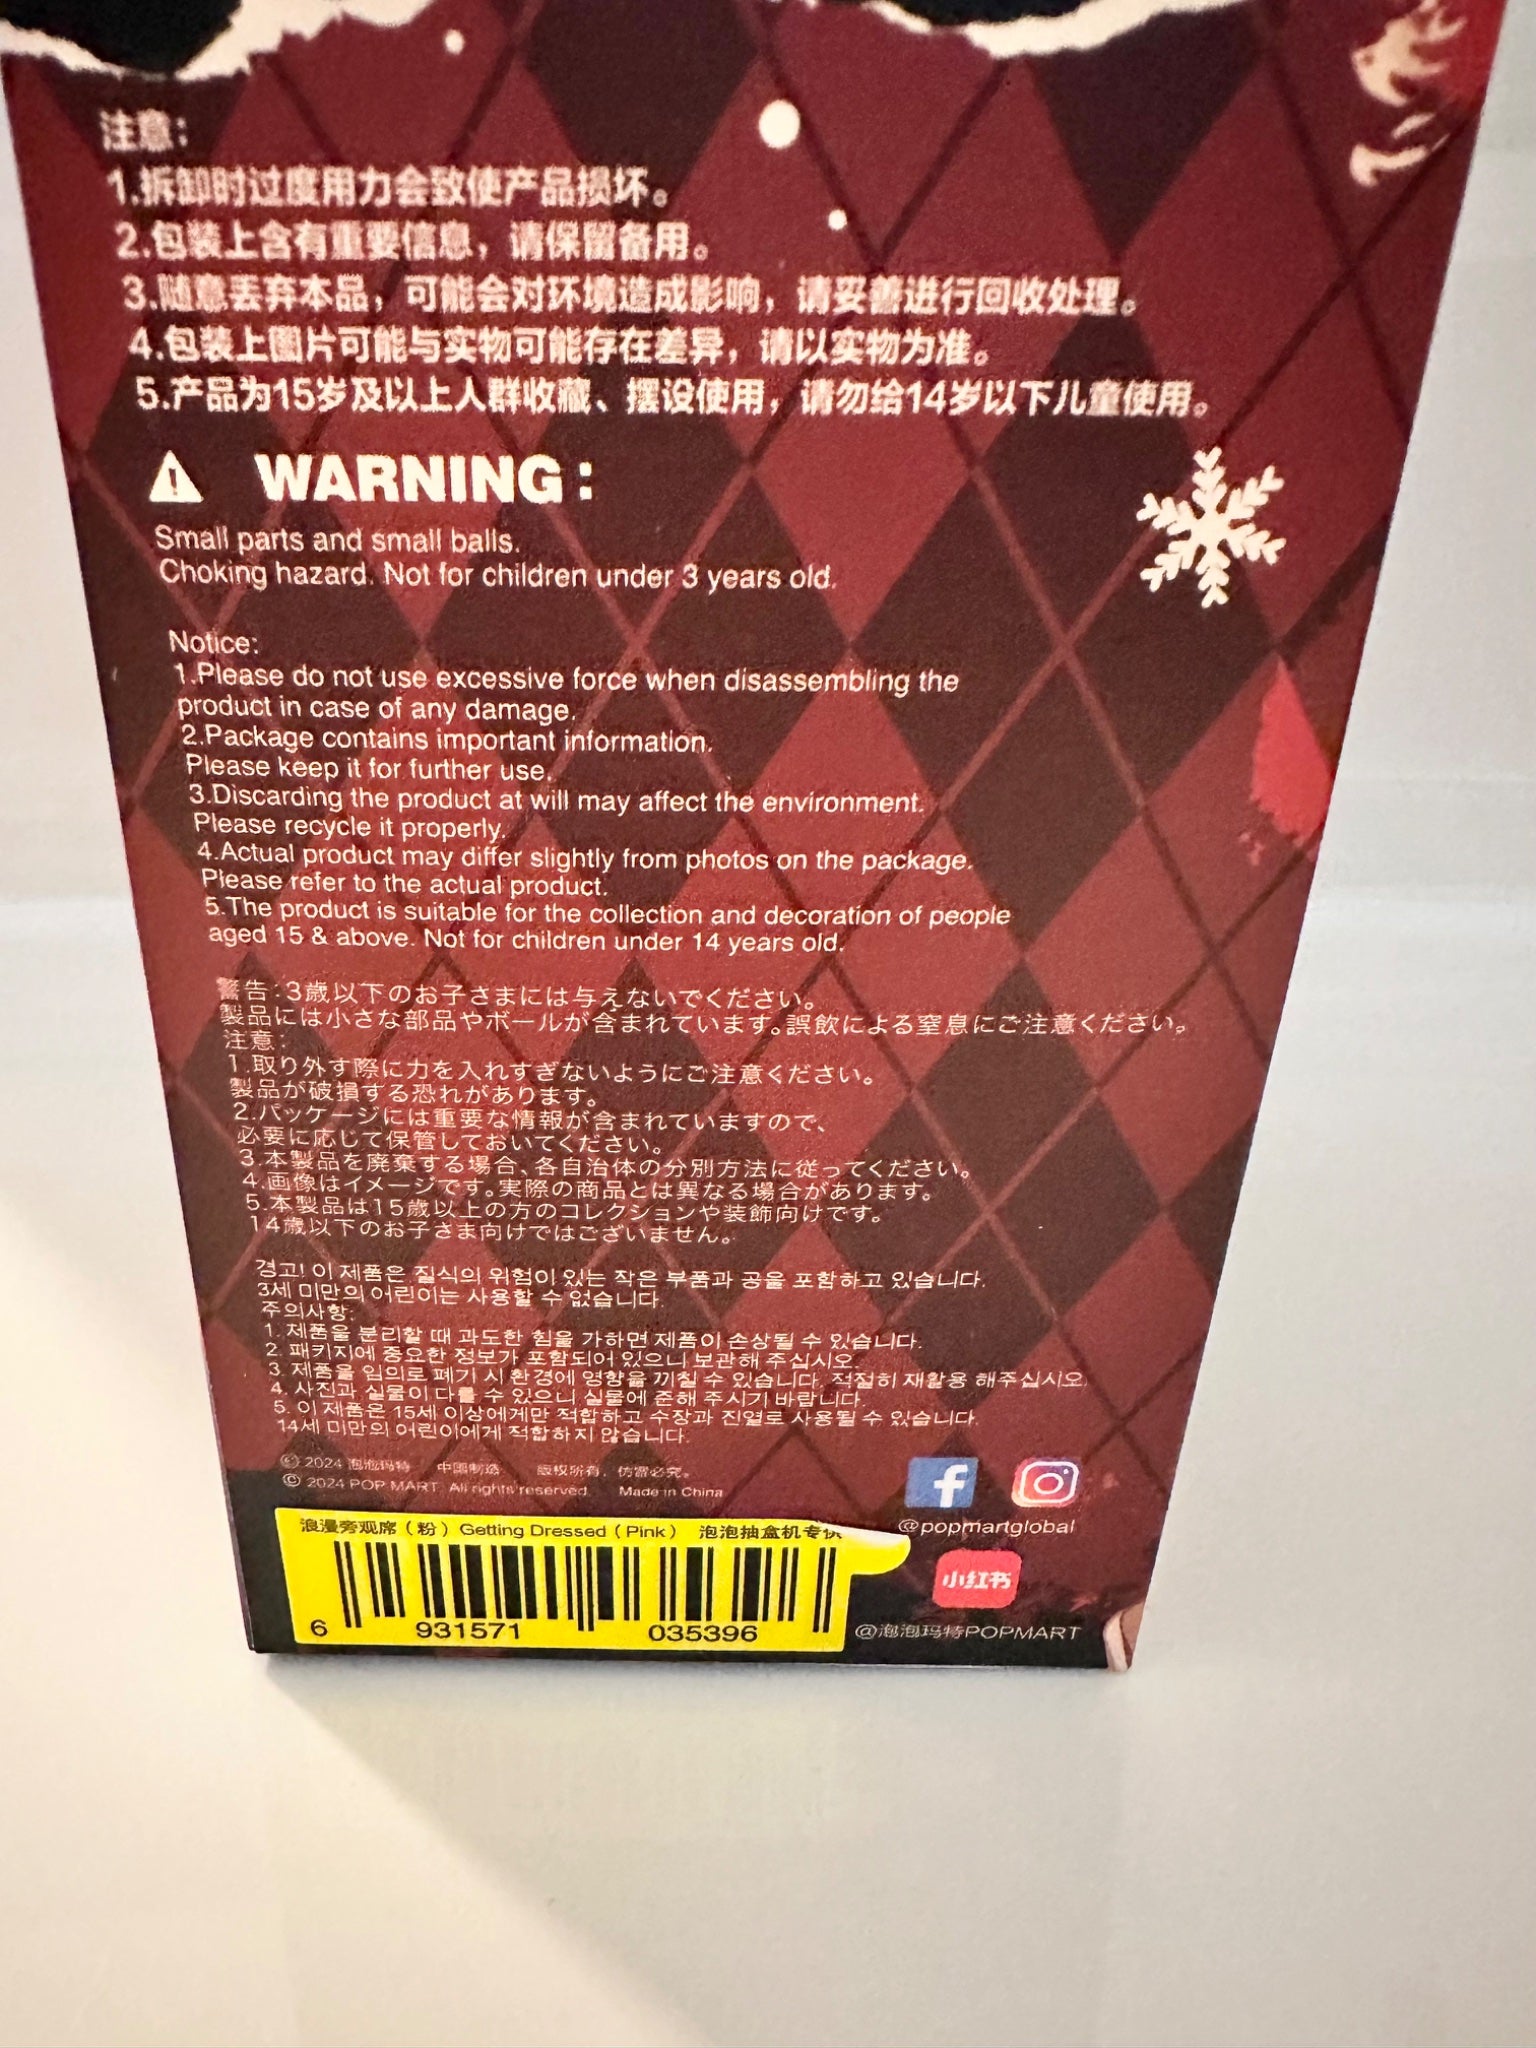 注意：
1.拆卸时过度用力会致使产品损坏。
2.包装上含有重要信息，请保留备用。
3.随意丢弃本品，可能会对环境造成影响，请妥善进行回收处理。
4.包装上图片可能与实物可能存在差异，请以实物为准。
5.产品为15岁及以上人群收藏、摆设使用，请勿给14岁以下儿童使用。
WARNING:
Small parts and small balls.
Choking hazard. Not for children under 3 years old.
Notice:
1.Please do not use excessive force when disassembling the
product in case of any damage.
2.Package contains important information.
Please keep it for further use.
3.Discarding the product at will may affect the environment.
Please recycle it properly.
4.Actual product may differ slightly from photos on the package.
Please refer to the actual product.
5.The product is suitable for the collection and decoration of people
aged 15 & above. Not for children under 14 years old.
警告:3歳以下のお子さまには与えないでください。
製品には小さな部品やボールが含まれています。誤飲による窒息にご注意ください。
注意:
1.取り外す際に力を入れすぎないようにご注意ください。
製品が破損する恐れがあります。
2.パッケージには重要な情報が含まれていますので、
必要に応じて保管しておいてください。
3.本製品を廃棄する場合、各自治体の分別方法に従ってください。
4.画像はイメージです。実際の商品とは異なる場合があります。
5.本製品は15歳以上の方のコレクションや装飾向けです。
14歳以下のお子さま向けではございません。
경고! 이 제품은 질식의 위험이 있는 작은 부품과 공을 포함하고 있습니다.
3세 미만의 어린이는 사용할 수 없습니다.
주의사항:
1. 제품을 분리할 때 과도한 힘을 가하면 제품이 손상될 수 있습니다.
2. 패키지에 중요한 정보가 포함되어 있으니 보관해 주십시오.
3. 제품을 임의로 폐기 시 환경에 영향을 끼칠 수 있습니다. 적절히 재활용 해주십시오.
4. 사진과 실물이 다를 수 있으니 실물에 준해 주시기 바랍니다.
5. 이 제품은 15세 이상에게만 적합하고 수장과 진열로 사용될 수 있습니다.
14세 미만의 어린이에게 적합하지 않습니다.
© 2024 泡泡玛特 中国制造 版权所有，仿冒必究。
© 2024 POP MART. All rights reserved. Made in China
@popmartglobal
小红书
@泡泡玛特POPMART
浪漫旁观席（粉）Getting Dressed（Pink） 泡泡抽盒机专供
6 931571 035396